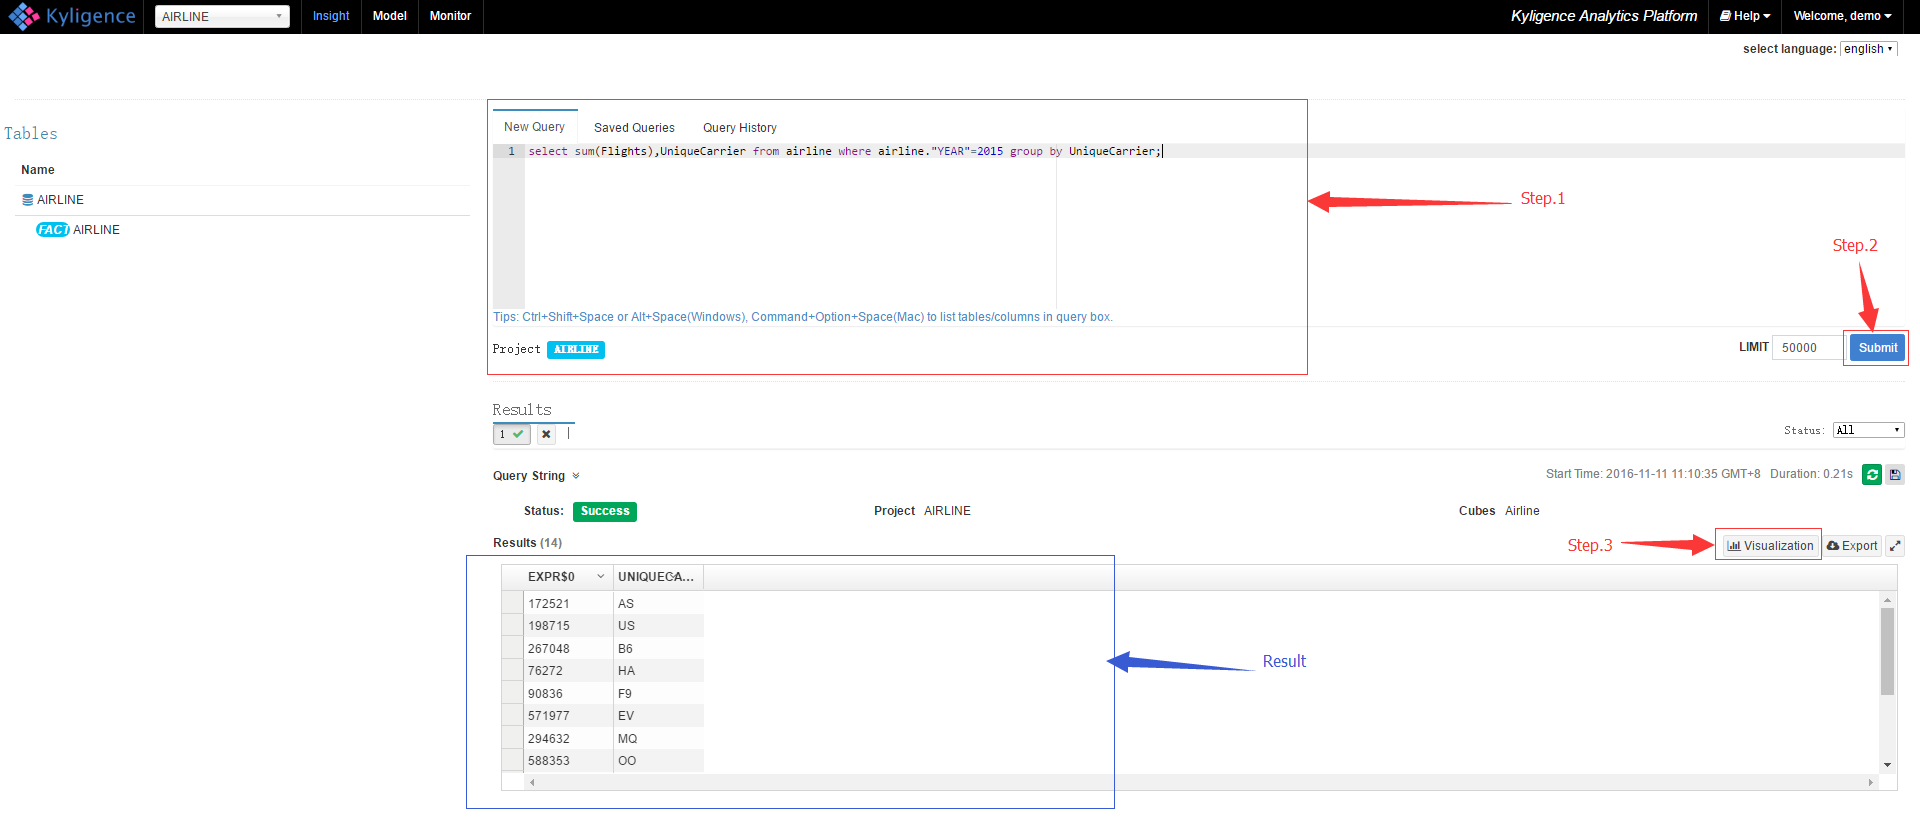 Kyligence AIRLINE Insight Model Monitor Kyligence Analytics Platform Help Welcome, demo
select language: english
Tables
Name
AIRLINE
FACT AIRLINE
New Query Saved Queries Query History
1 select sum(Flights),UniqueCarrier from airline where airline."YEAR"=2015 group by UniqueCarrier;
Step.1
Step.2
Tips: Ctrl+Shift+Space or Alt+Space(Windows), Command+Option+Space(Mac) to list tables/columns in query box.
Project AIRLINE
LIMIT 50000 Submit
Results
1
Status: All
Query String
Start Time: 2016-11-11 11:10:35 GMT+8 Duration: 0.21s
Status: Success Project AIRLINE Cubes Airline
Results (14)
Step.3 Visualization Export
EXPR$0 UNIQUECA...
172521 AS
198715 US
267048 B6
76272 HA
90836 F9
571977 EV
294632 MQ
588353 OO
Result